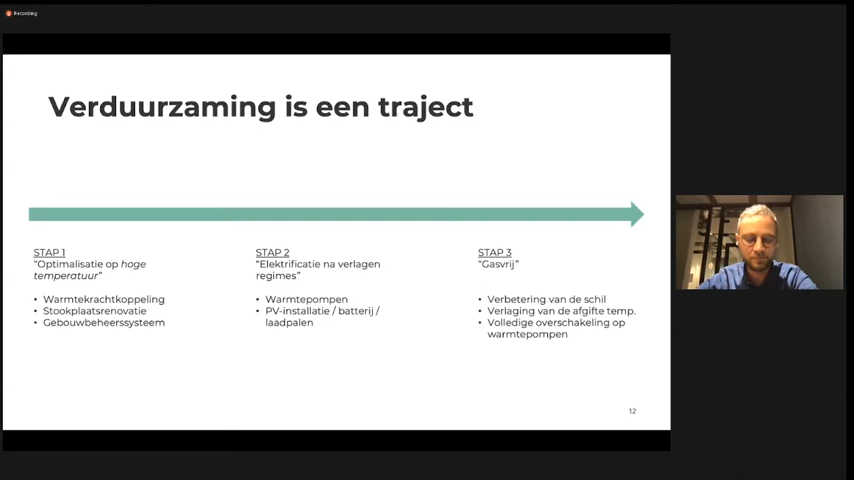 Recording
Verduurzaming is een traject
STAP 1
“Optimalisatie op hoge
temperatuur”
• Warmtekrachtkoppeling
• Stookplaatsrenovatie
• Gebouwbeheerssysteem
STAP 2
“Elektrificatie na verlagen
regimes”
• Warmtepompen
• PV-installatie / batterij /
laadpalen
STAP 3
“Gasvrij”
• Verbetering van de schil
• Verlaging van de afgifte temp.
• Volledige overschakeling op
warmtepompen
12